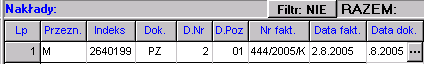 Nakłady: Filtr: NIE RAZEM:
Lp Przezn. Indeks Dok. D.Nr D.Poz Nr fakt. Data fakt. Data dok.
1 M 2640199 PZ 2 01 444/2005/K 2.8.2005 .8.2005 ...